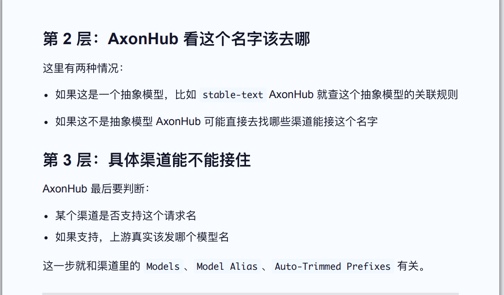 第 2 层：AxonHub 看这个名字该去哪
这里有两种情况：
• 如果这是一个抽象模型，比如 stable-text AxonHub 就查这个抽象模型的关联规则
• 如果这不是抽象模型 AxonHub 可能直接去找哪些渠道能接这个名字
第 3 层：具体渠道能不能接住
AxonHub 最后要判断：
• 某个渠道是否支持这个请求名
• 如果支持，上游真实该发哪个模型名
这一步就和渠道里的 Models 、 Model Alias 、 Auto-Trimmed Prefixes 有关。